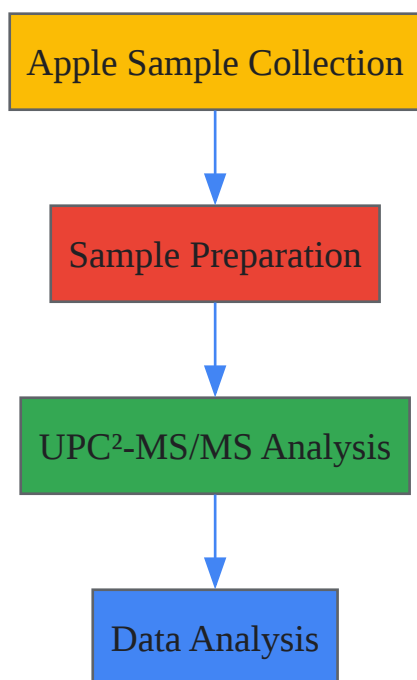 Apple Sample Collection
Sample Preparation
UPC²-MS/MS Analysis
Data Analysis